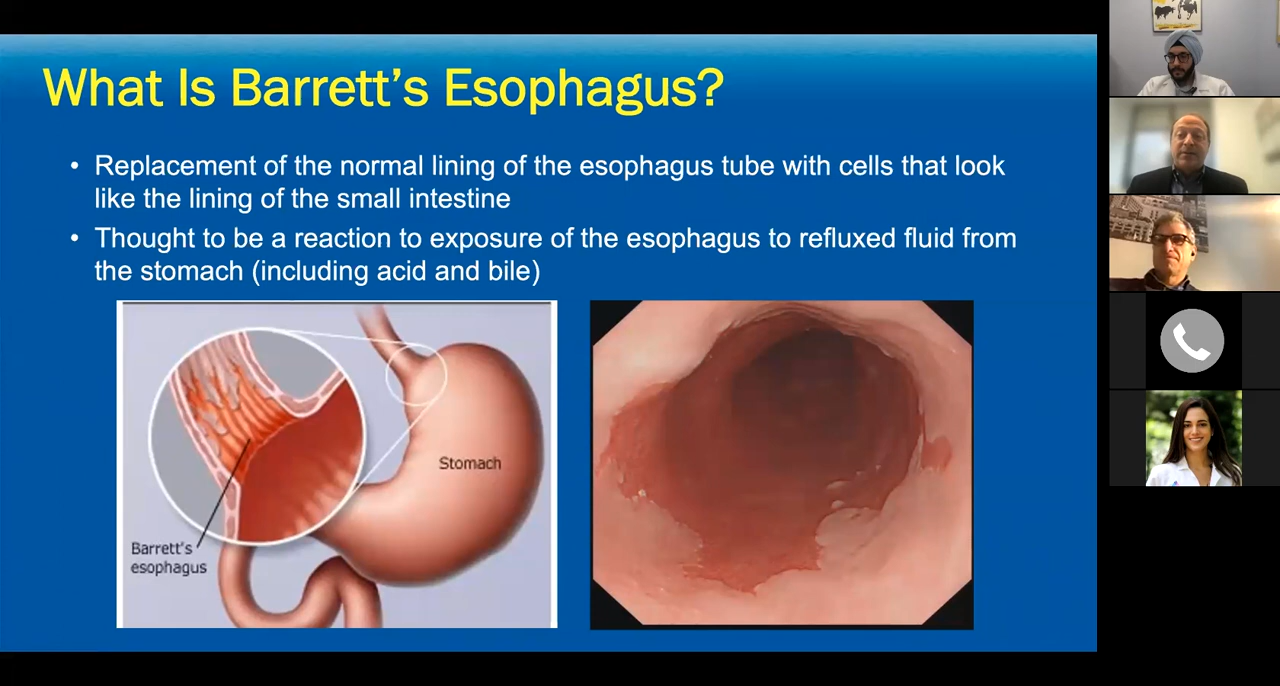 What Is Barrett’s Esophagus?
• Replacement of the normal lining of the esophagus tube with cells that look
like the lining of the small intestine
• Thought to be a reaction to exposure of the esophagus to refluxed fluid from
the stomach (including acid and bile)
Stomach
Barrett's
esophagus